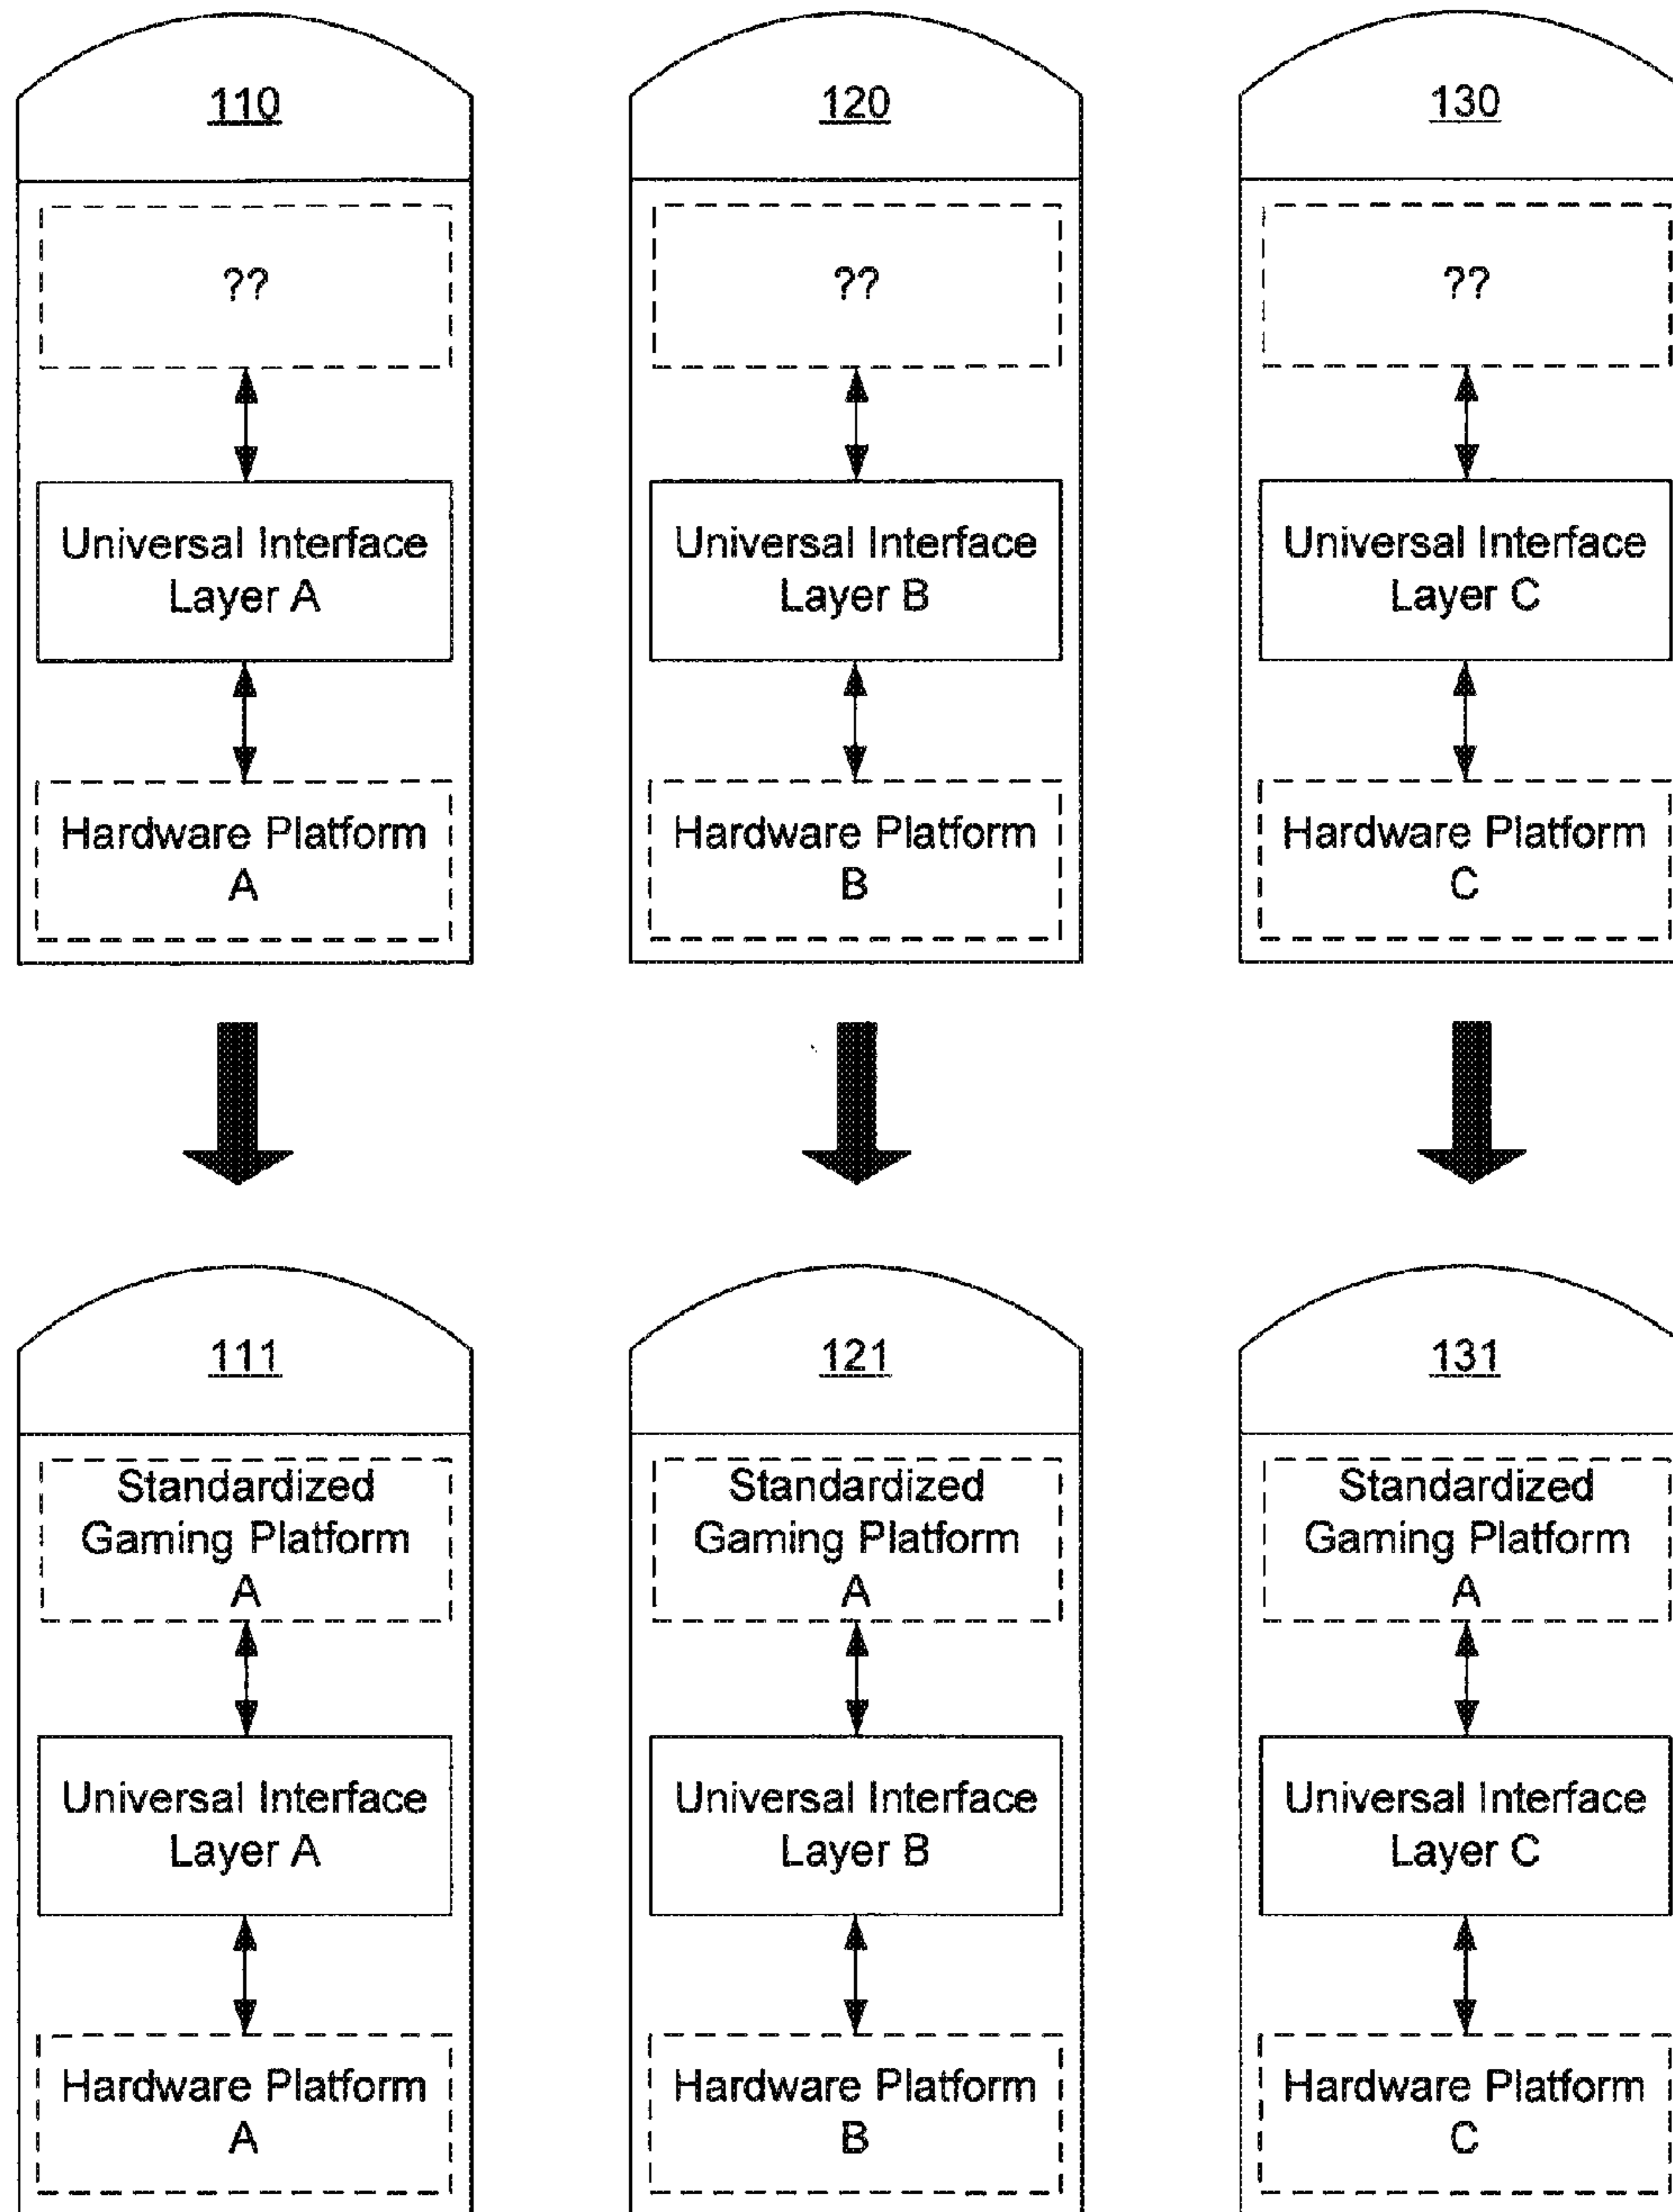 110
120
130
??
??
??
Universal Interface
Layer A
Universal Interface
Layer B
Universal Interface
Layer C
Hardware Platform
A
Hardware Platform
B
Hardware Platform
C
111
121
131
Standardized
Gaming Platform
A
Standardized
Gaming Platform
A
Standardized
Gaming Platform
A
Universal Interface
Layer A
Universal Interface
Layer B
Universal Interface
Layer C
Hardware Platform
A
Hardware Platform
B
Hardware Platform
C